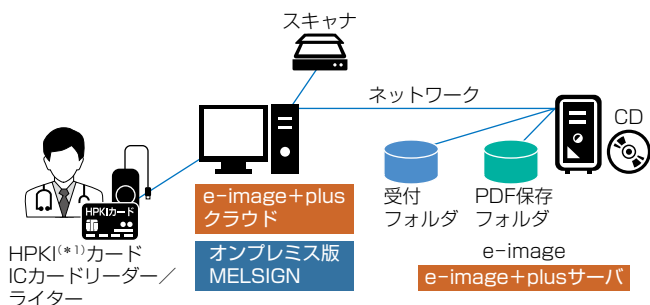 スキャナ
ネットワーク
CD
HPKIカード
e-image+plus
クラウド
オンプレミス版
MELSIGN
受付
フォルダ
PDF保存
フォルダ
HPKI(*1)カード
ICカードリーダー／
ライター
e-image
e-image+plusサーバ